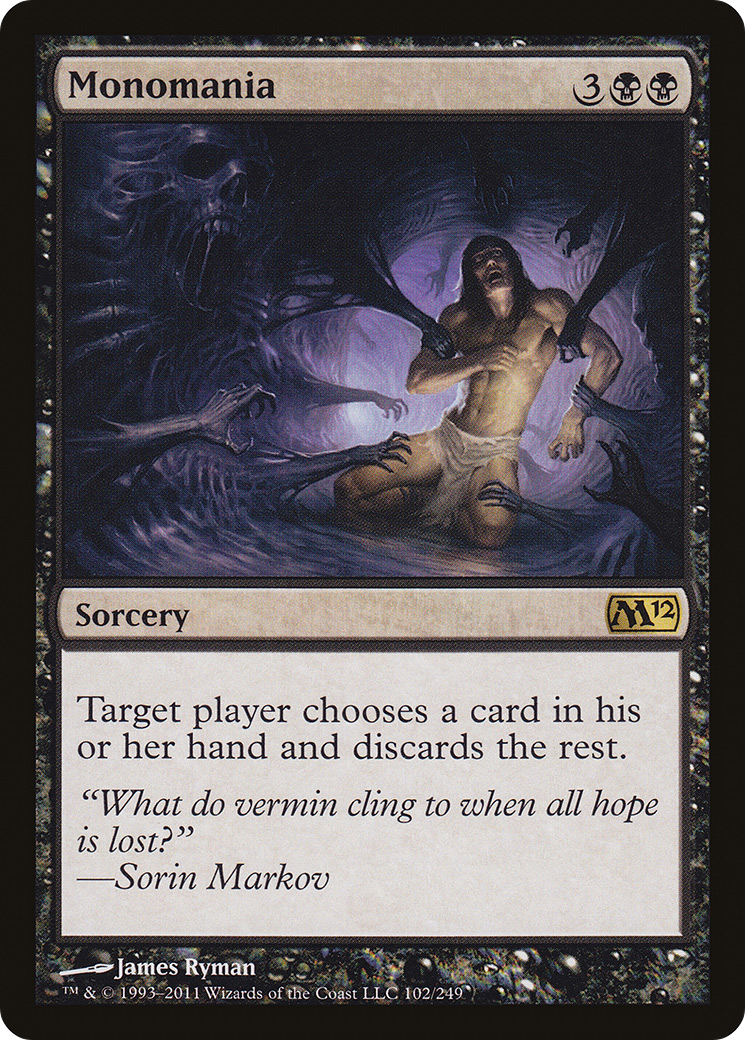 Monomania 3
Sorcery M12
Target player chooses a card in his
or her hand and discards the rest.
“What do vermin cling to when all hope
is lost?”
—Sorin Markov
James Ryman
™ & © 1993–2011 Wizards of the Coast LLC 102/249